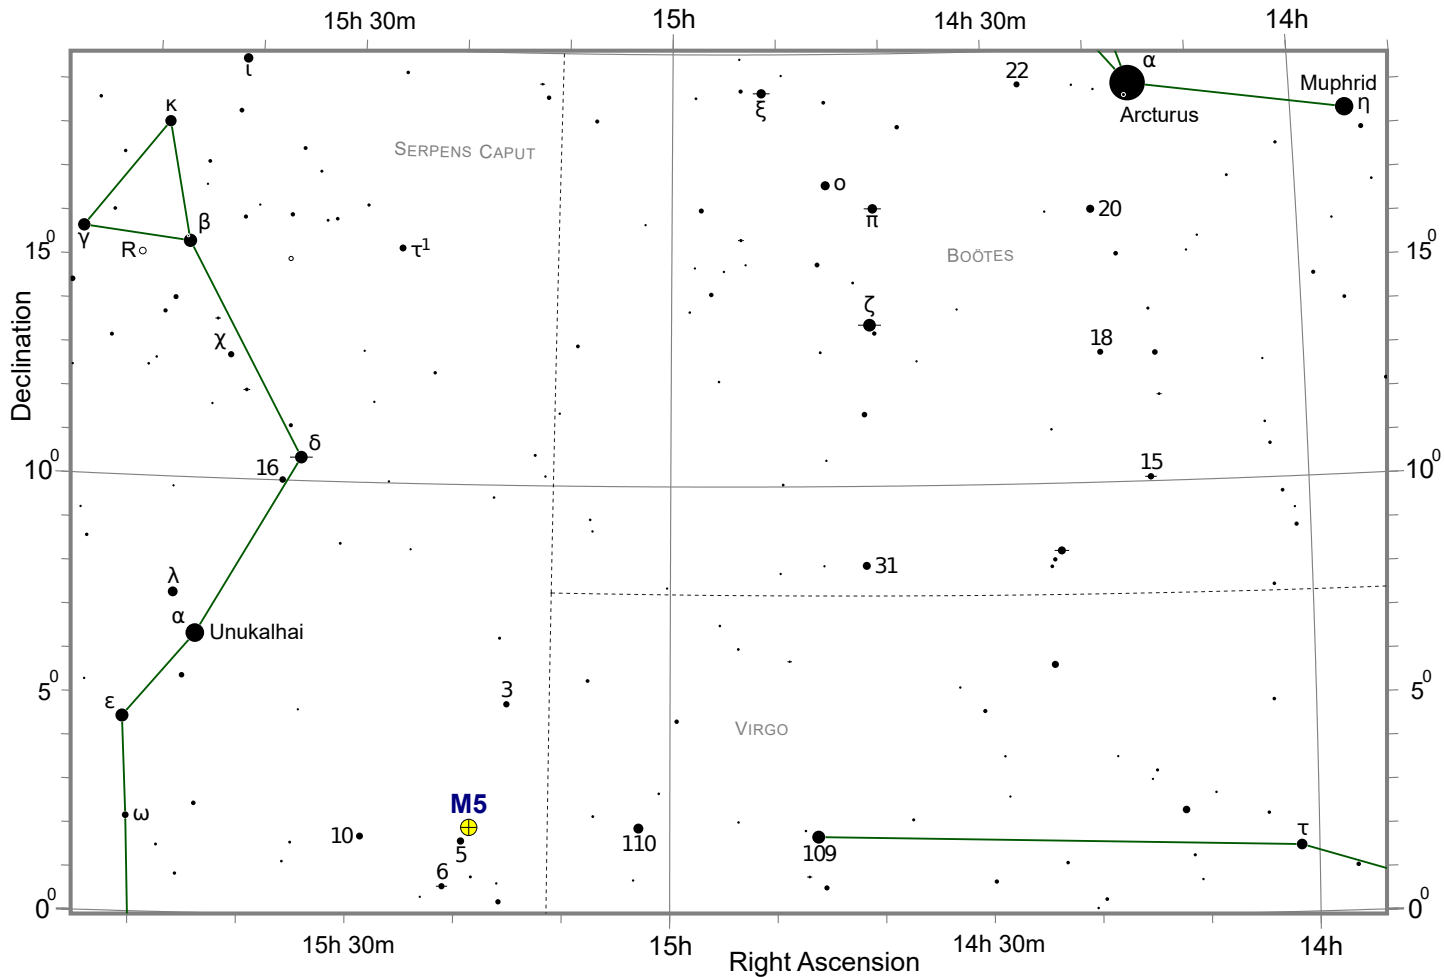 15h 30m
15h
14h 30m
14h
ι
κ
ξ
22
α
Muphrid
η
Arcturus
SERPENS CAPUT
ο
π
20
γ
β
R
τ1
15⁰
15⁰
BOÖTES
Declination
ζ
χ
18
δ
16
10⁰
15
10⁰
λ
31
α
Unukalhai
5⁰
5⁰
ε
3
VIRGO
M5
ω
10
5
110
109
τ
6
0⁰
0⁰
15h 30m
15h
14h 30m
14h
Right Ascension